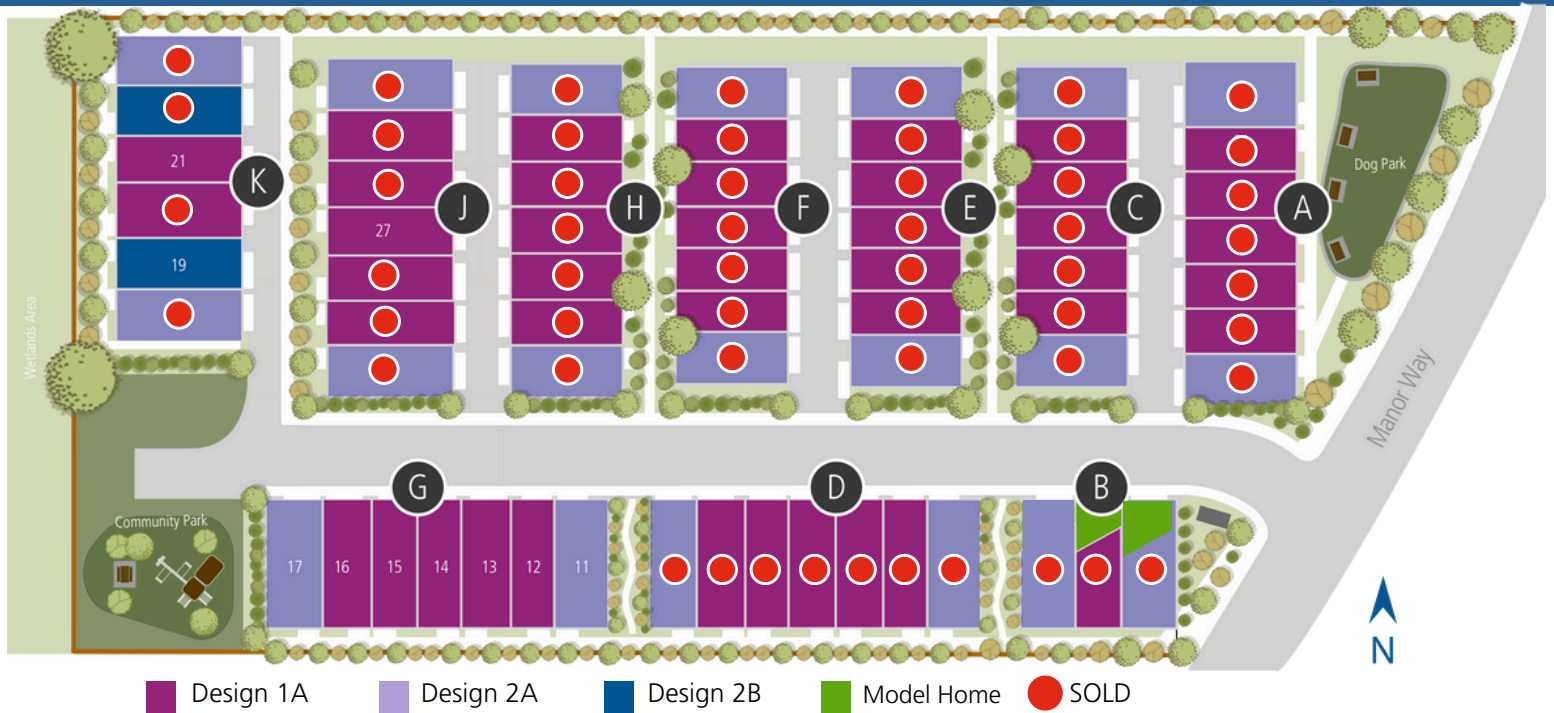 21
19
K
27
J
H
F
E
C
A
Dog Park
Wetlands Area
Manor Way
G
D
B
Community Park
17
16
15
14
13
12
11
N
Design 1A
Design 2A
Design 2B
Model Home
SOLD